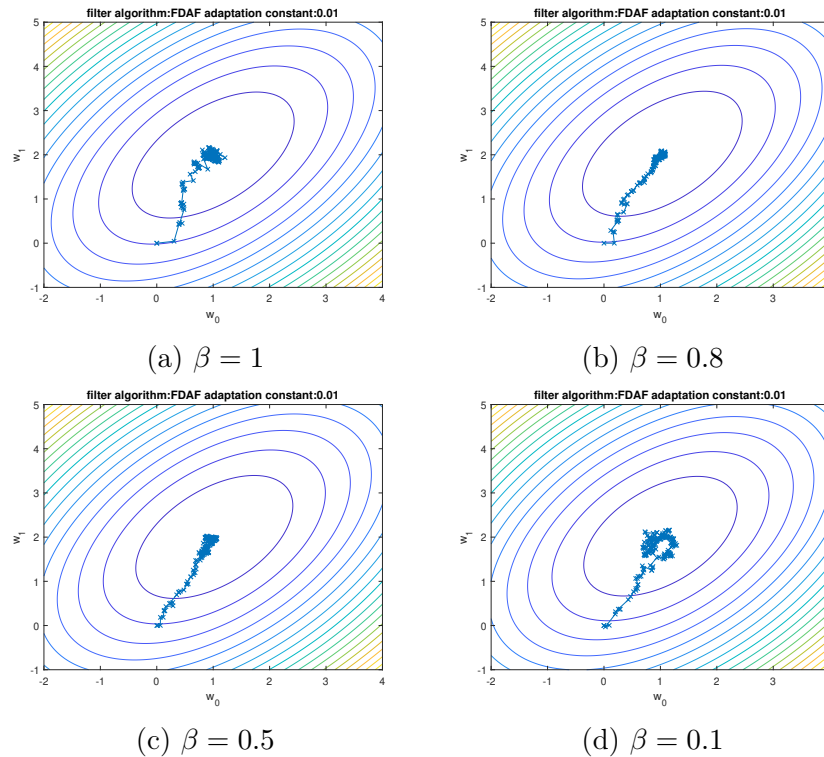 filter algorithm:FDAF adaptation constant:0.01
5
4
3
2
1
0
-1
w1
-2 -1 0 1 2 3 4
w0
(a) β = 1
filter algorithm:FDAF adaptation constant:0.01
5
4
3
2
1
0
-1
w1
-2 -1 0 1 2 3
w0
(b) β = 0.8
filter algorithm:FDAF adaptation constant:0.01
5
4
3
2
1
0
-1
w1
-2 -1 0 1 2 3 4
w0
(c) β = 0.5
filter algorithm:FDAF adaptation constant:0.01
5
4
3
2
1
0
-1
w1
-2 -1 0 1 2 3
w0
(d) β = 0.1